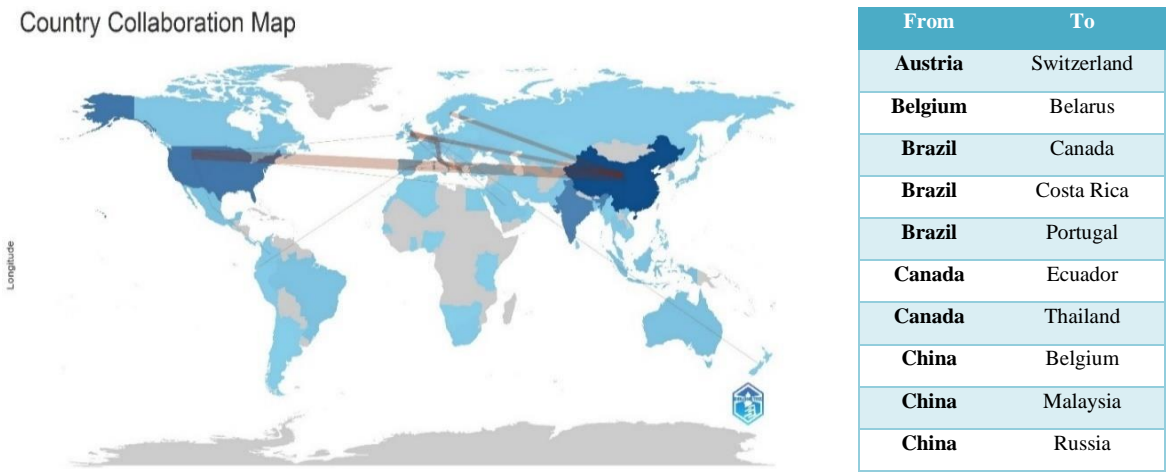 Country Collaboration Map
Longitude
From To
Austria Switzerland
Belgium Belarus
Brazil Canada
Brazil Costa Rica
Brazil Portugal
Canada Ecuador
Canada Thailand
China Belgium
China Malaysia
China Russia